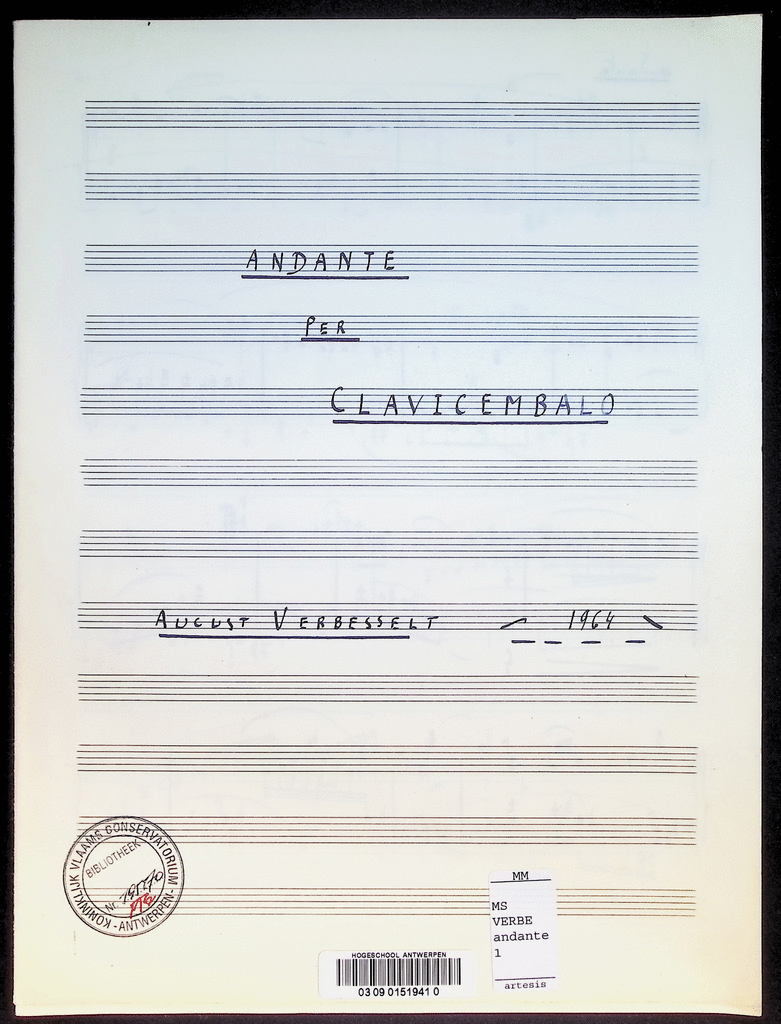 ANDANTE
PER
CLAVICEMBALO
AUGUST VERBESSELT 1964
KONINKLIJK VLAAMS CONSERVATORIUM
-ANTWERPEN-
BIBLIOTHEEK
Nr.
MM
MS
VERBE
andante
1
artesis
HOGESCHOOL ANTWERPEN
03 09 0151941 0